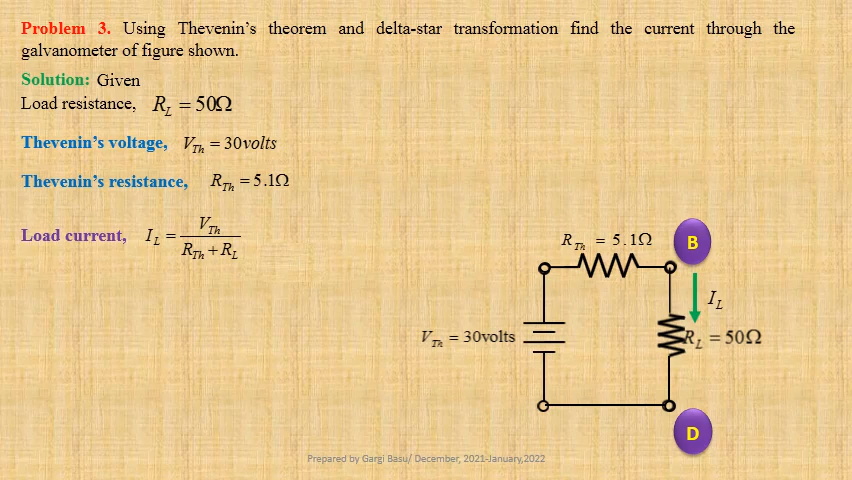 Problem 3. Using Thevenin's theorem and delta-star transformation find the current through the
galvanometer of figure shown.
Solution: Given
Load resistance, R_L = 50Ω
Thevenin's voltage, V_Th = 30volts
Thevenin's resistance, R_Th = 5.1Ω
Load current, I_L = V_Th / (R_Th + R_L)
R_Th = 5.1Ω
B
I_L
V_Th = 30volts
R_L = 50Ω
D
Prepared by Gargi Basu/ December, 2021-January,2022